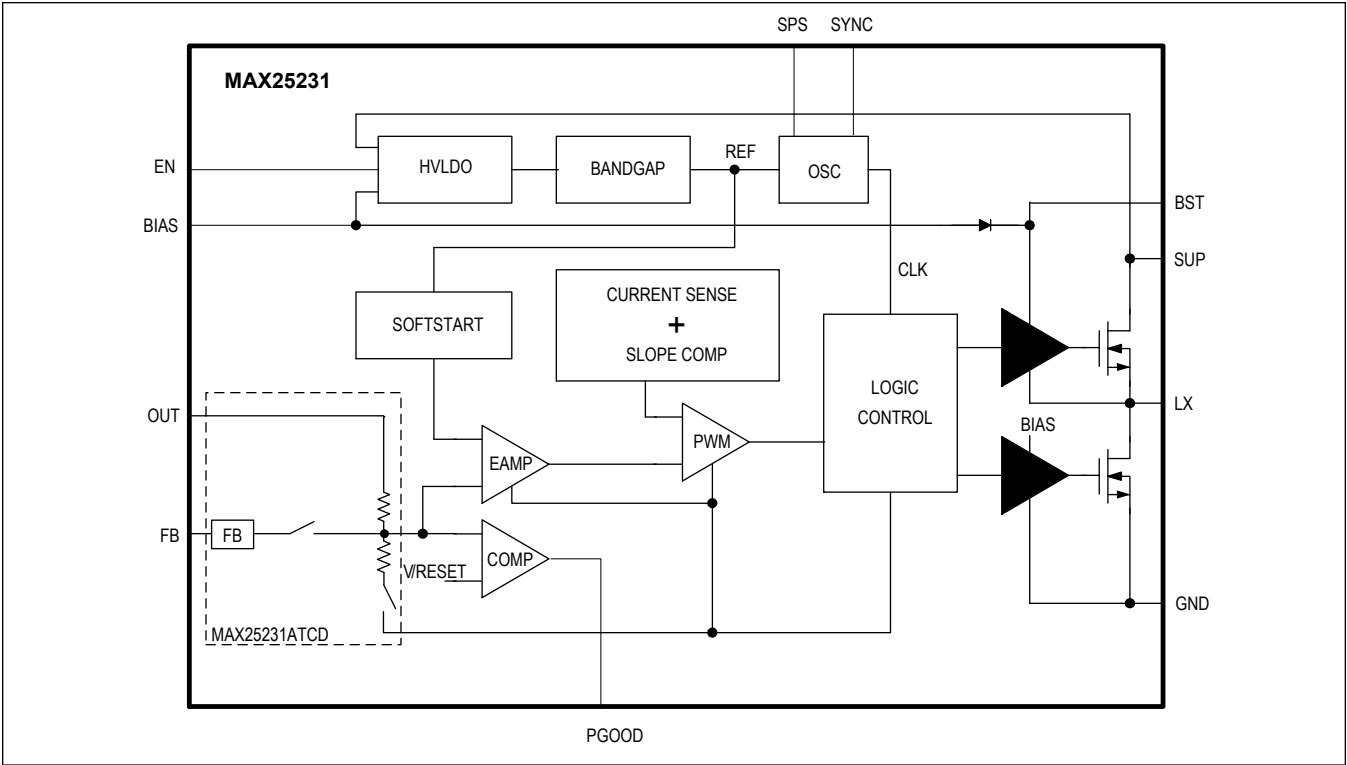 SPS SYNC
MAX25231
EN
HVLDO
BANDGAP
REF
OSC
BIAS
BST
SUP
CLK
SOFTSTART
CURRENT SENSE
+
SLOPE COMP
LOGIC
CONTROL
OUT
LX
BIAS
EAMP
PWM
FB
FB
COMP
V/RESET
GND
MAX25231ATCD
PGOOD